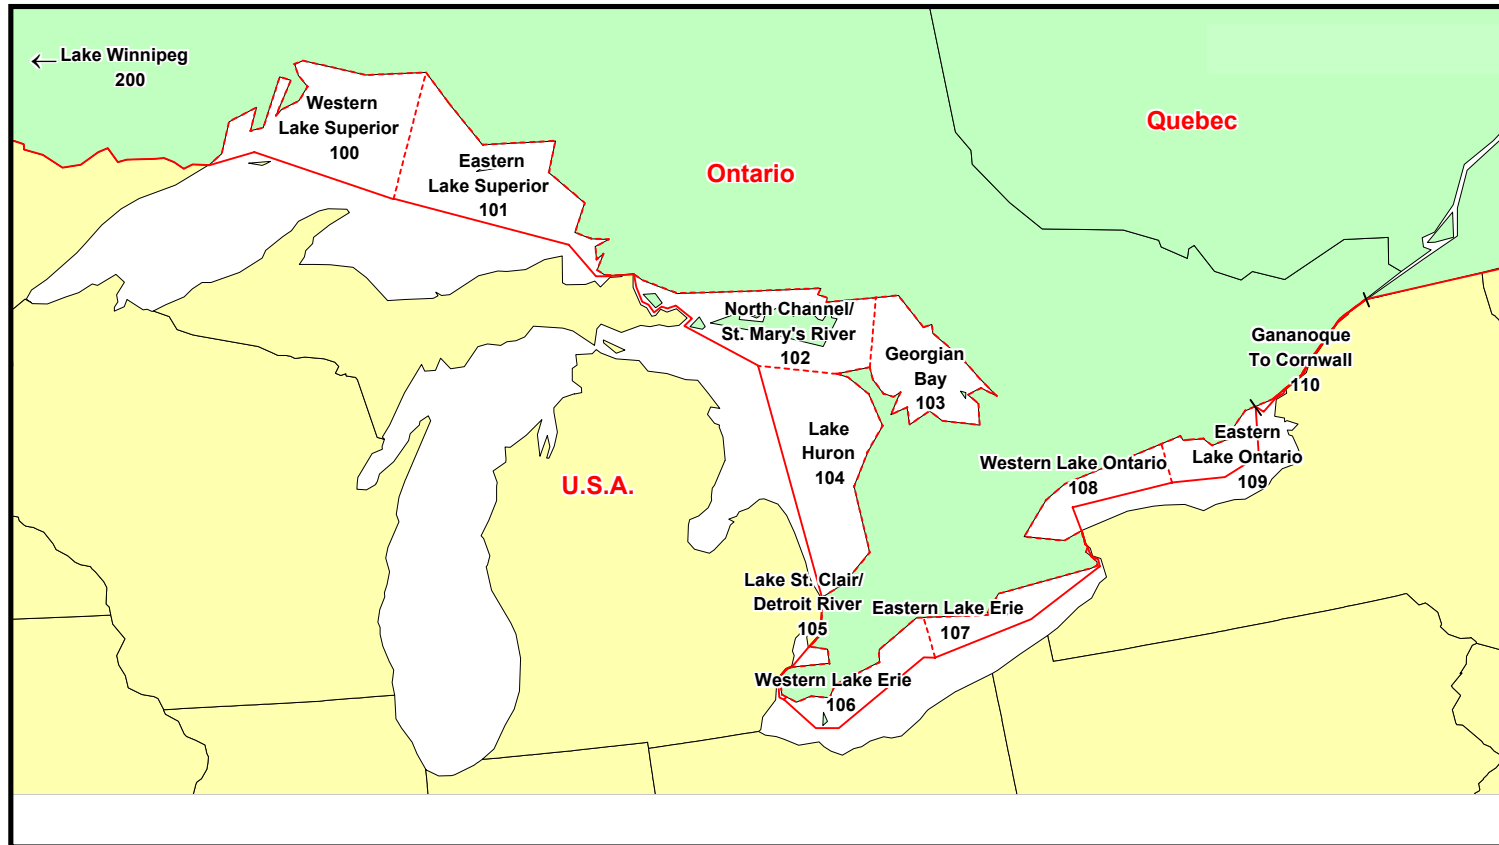 ← Lake Winnipeg
200
Western
Lake Superior
100
Eastern
Lake Superior
101
Ontario
Quebec
North Channel/
St. Mary's River
102
Georgian
Bay
103
Gananoque
To Cornwall
110
Lake
Huron
104
Eastern
Lake Ontario
109
Western Lake Ontario
108
U.S.A.
Lake St. Clair/
Detroit River
105
Eastern Lake Erie
107
Western Lake Erie
106